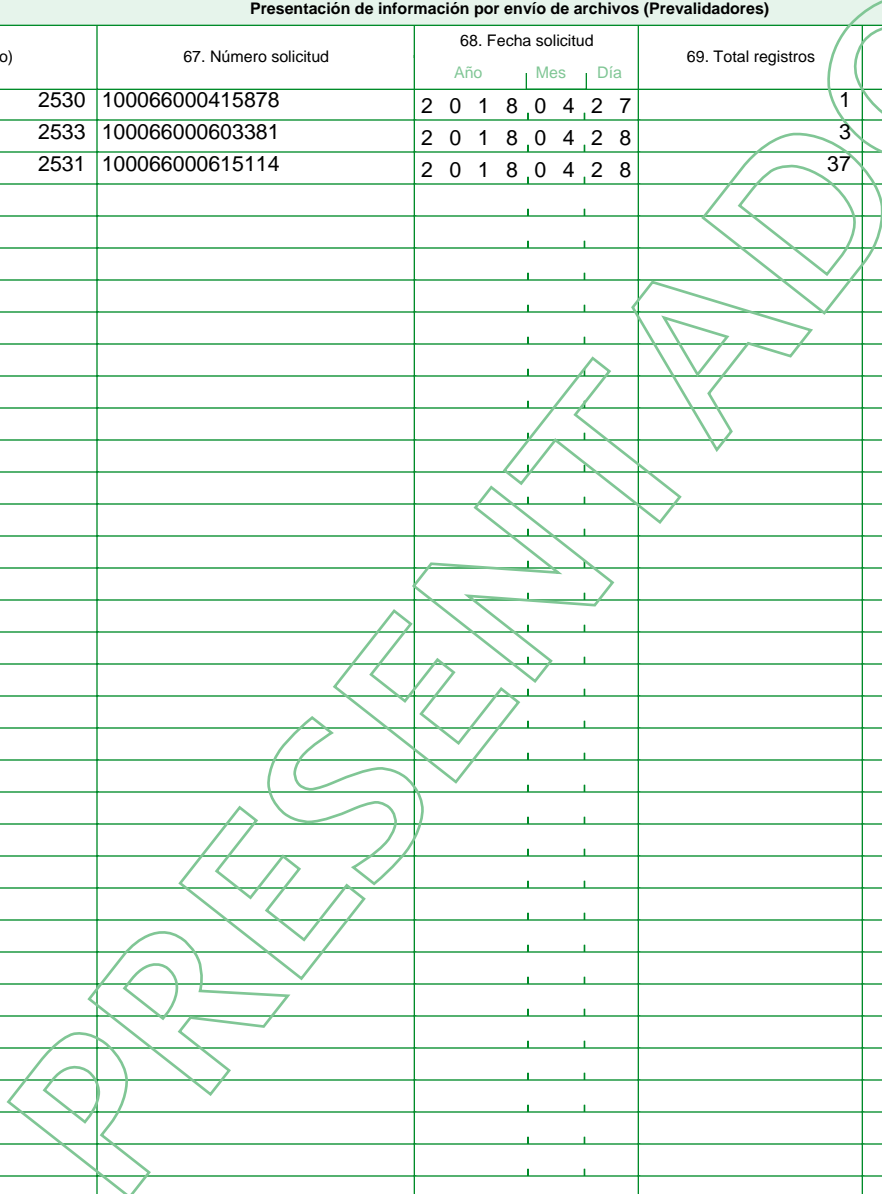 Presentación de información por envío de archivos (Prevalidadores)
o) 67. Número solicitud 68. Fecha solicitud 69. Total registros
Año Mes Día
2530 100066000415878 2 0 1 8 0 4 2 7 1
2533 100066000603381 2 0 1 8 0 4 2 8 3
2531 100066000615114 2 0 1 8 0 4 2 8 37
PRESENTADO